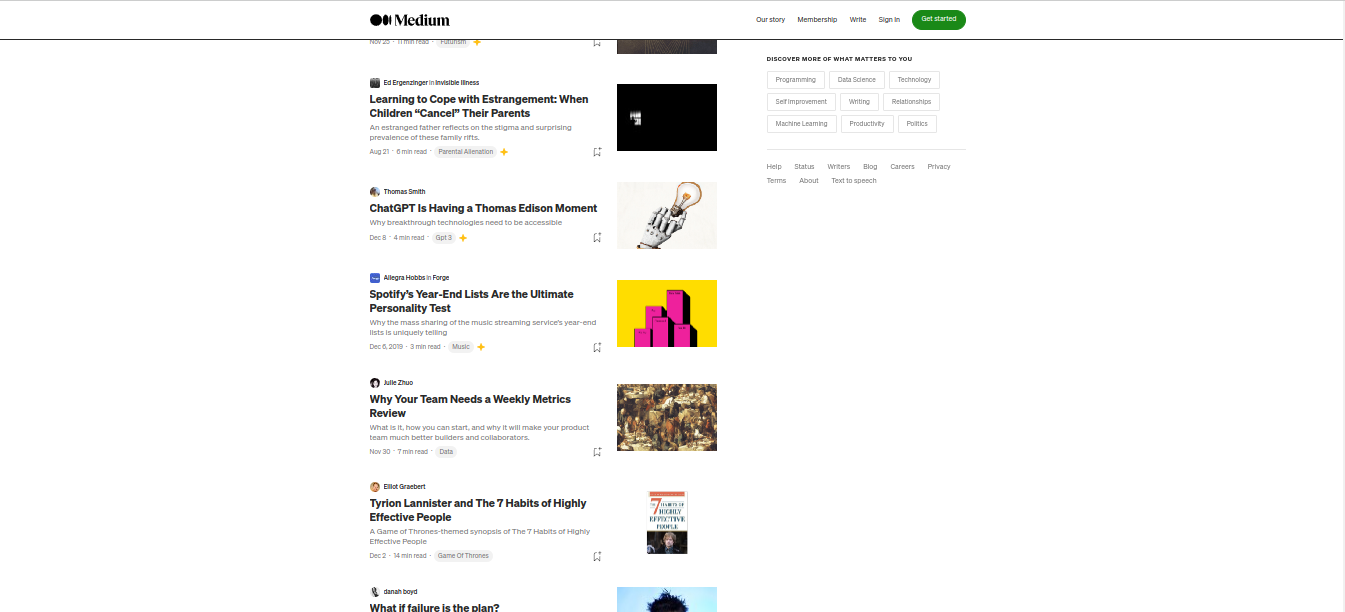 Medium
Our story
Membership
Write
Sign In
Get started
Nov 25 · 11 min read · Futurism
Ed Ergenzinger in Invisible Illness
Learning to Cope with Estrangement: When
Children “Cancel” Their Parents
An estranged father reflects on the stigma and surprising
prevalence of these family rifts.
Aug 21 · 6 min read · Parental Alienation
Thomas Smith
ChatGPT Is Having a Thomas Edison Moment
Why breakthrough technologies need to be accessible
Dec 8 · 4 min read · Gpt 3
Allegra Hobbs in Forge
Spotify’s Year-End Lists Are the Ultimate
Personality Test
Why the mass sharing of the music streaming service’s year-end
lists is uniquely telling
Dec 6, 2019 · 3 min read · Music
Julie Zhuo
Why Your Team Needs a Weekly Metrics
Review
What is it, how you can start, and why it will make your product
team much better builders and collaborators.
Nov 30 · 7 min read · Data
Elliot Graebert
Tyrion Lannister and The 7 Habits of Highly
Effective People
A Game of Thrones-themed synopsis of The 7 Habits of Highly
Effective People
Dec 2 · 14 min read · Game Of Thrones
7 HABITS OF
HIGHLY
EFFECTIVE
PEOPLE
danah boyd
What if failure is the plan?
DISCOVER MORE OF WHAT MATTERS TO YOU
Programming
Data Science
Technology
Self Improvement
Writing
Relationships
Machine Learning
Productivity
Politics
Help
Status
Writers
Blog
Careers
Privacy
Terms
About
Text to speech